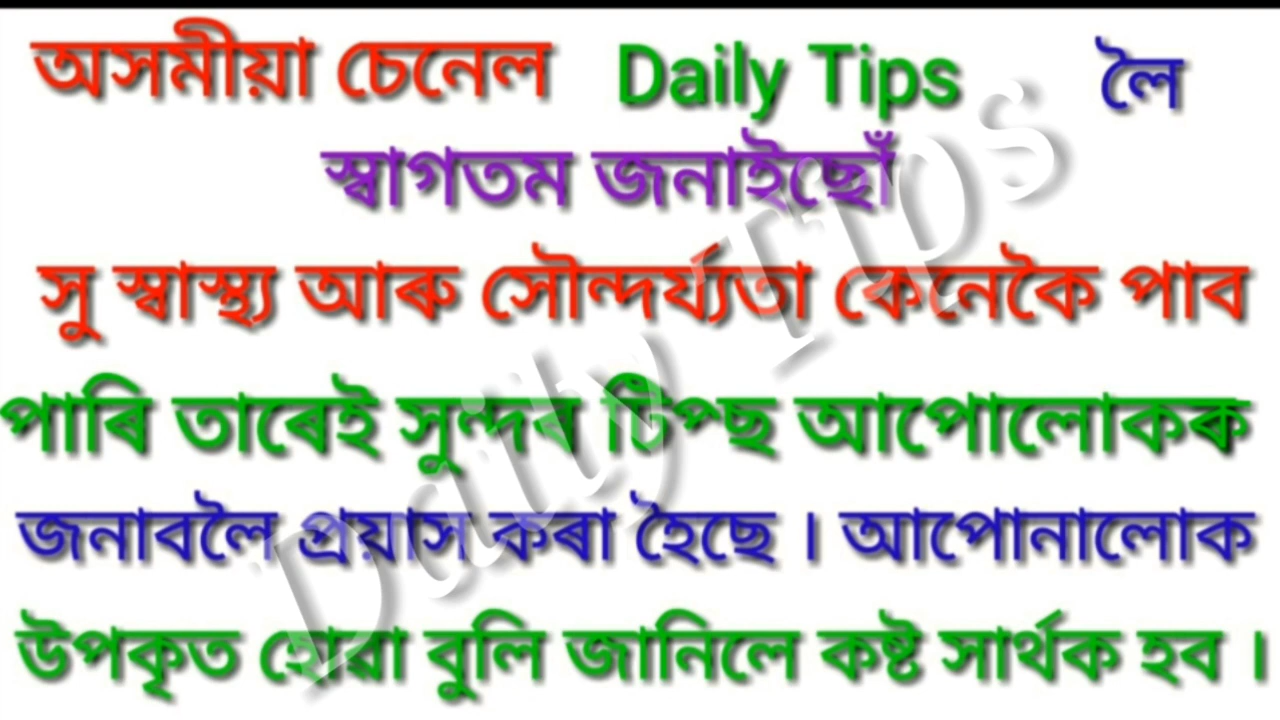 অসমীয়া চেনেল Daily Tips লৈ
স্বাগতম জনাইছোঁ
সু স্বাস্থ্য আৰু সৌন্দৰ্য্যতা কেনেকৈ পাব
পাৰি তাৰেই সুন্দৰ টিপছ আপোলোকক
জনাবলৈ প্ৰয়াস কৰা হৈছে । আপোনালোক
উপকৃত হোৱা বুলি জানিলে কষ্ট সাৰ্থক হব ।
Daily Tips